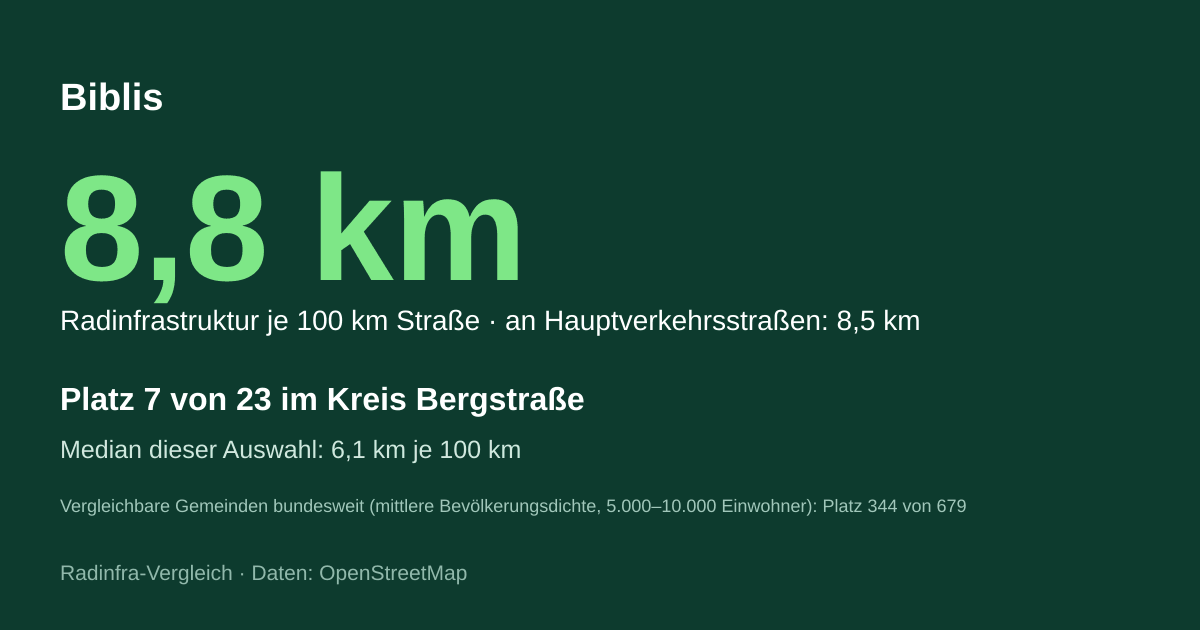 Biblis
8,8 km
Radinfrastruktur je 100 km Straße · an Hauptverkehrsstraßen: 8,5 km
Platz 7 von 23 im Kreis Bergstraße
Median dieser Auswahl: 6,1 km je 100 km
Vergleichbare Gemeinden bundesweit (mittlere Bevölkerungsdichte, 5.000–10.000 Einwohner): Platz 344 von 679
Radinfra-Vergleich · Daten: OpenStreetMap